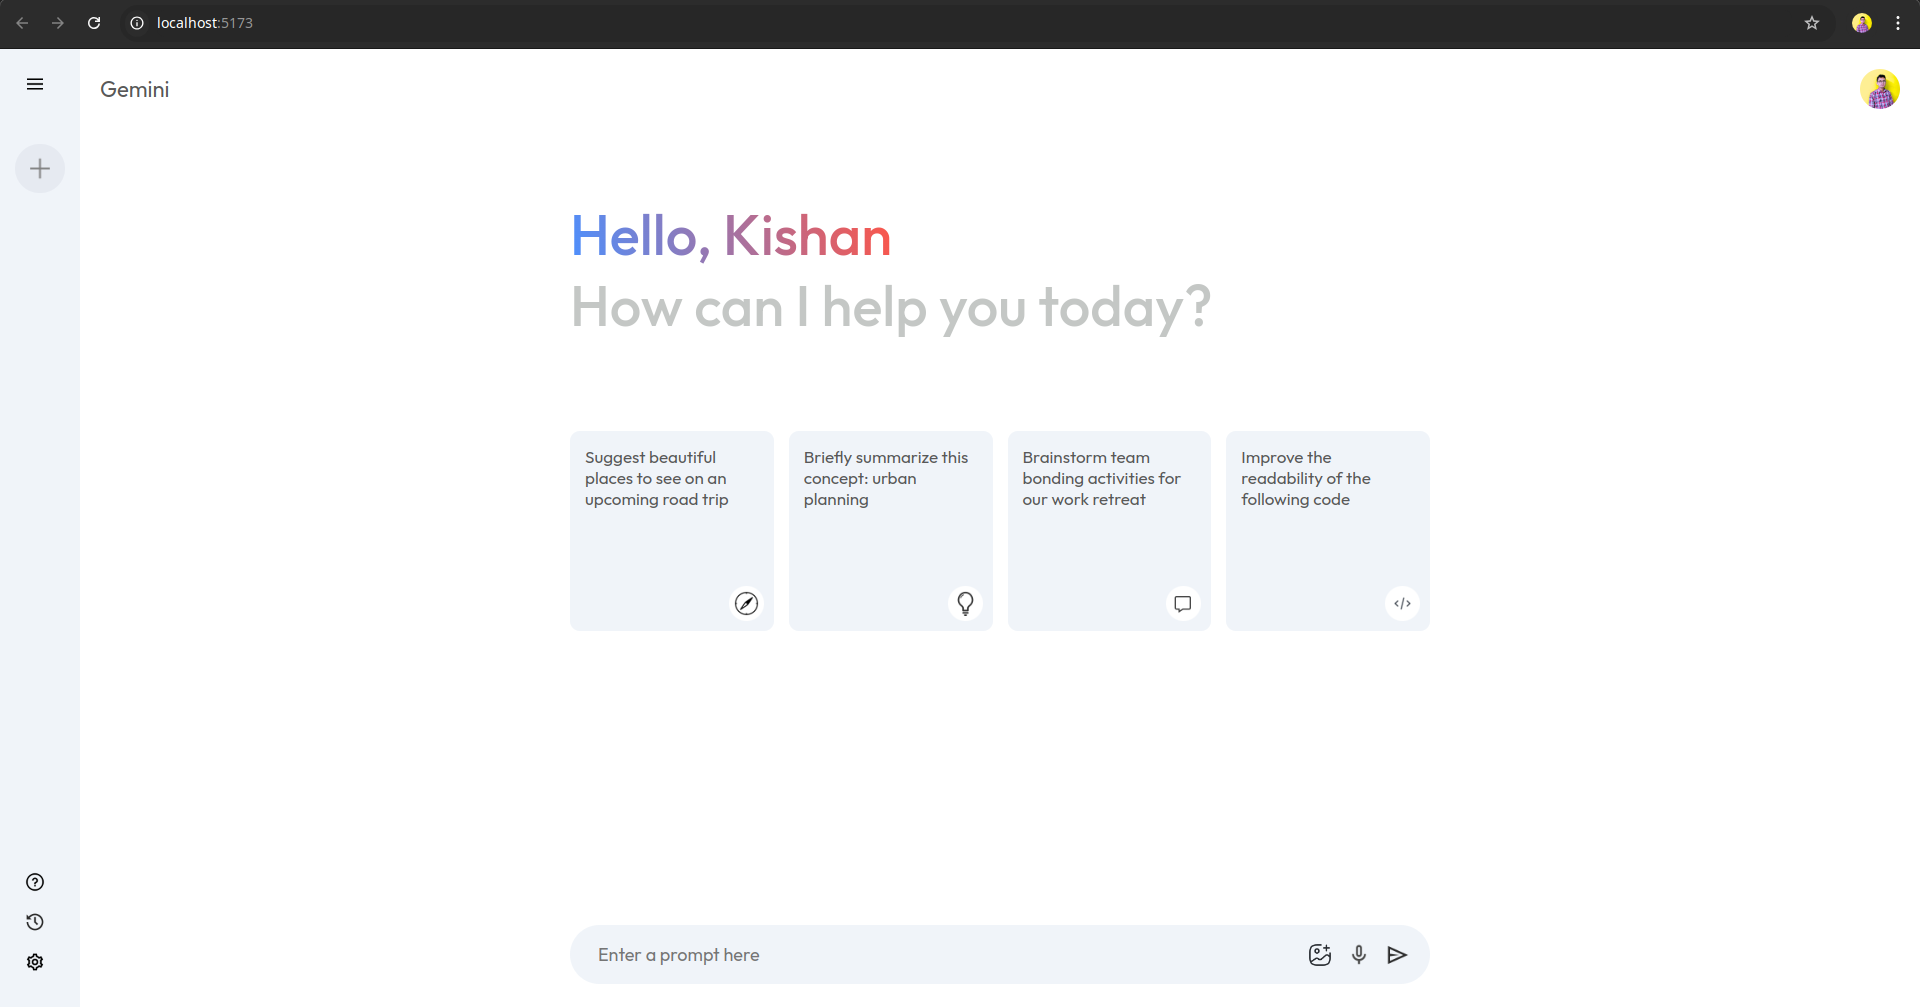 localhost:5173
Gemini
Hello, Kishan
How can I help you today?
Suggest beautiful
places to see on an
upcoming road trip
Briefly summarize this
concept: urban
planning
Brainstorm team
bonding activities for
our work retreat
Improve the
readability of the
following code
Enter a prompt here